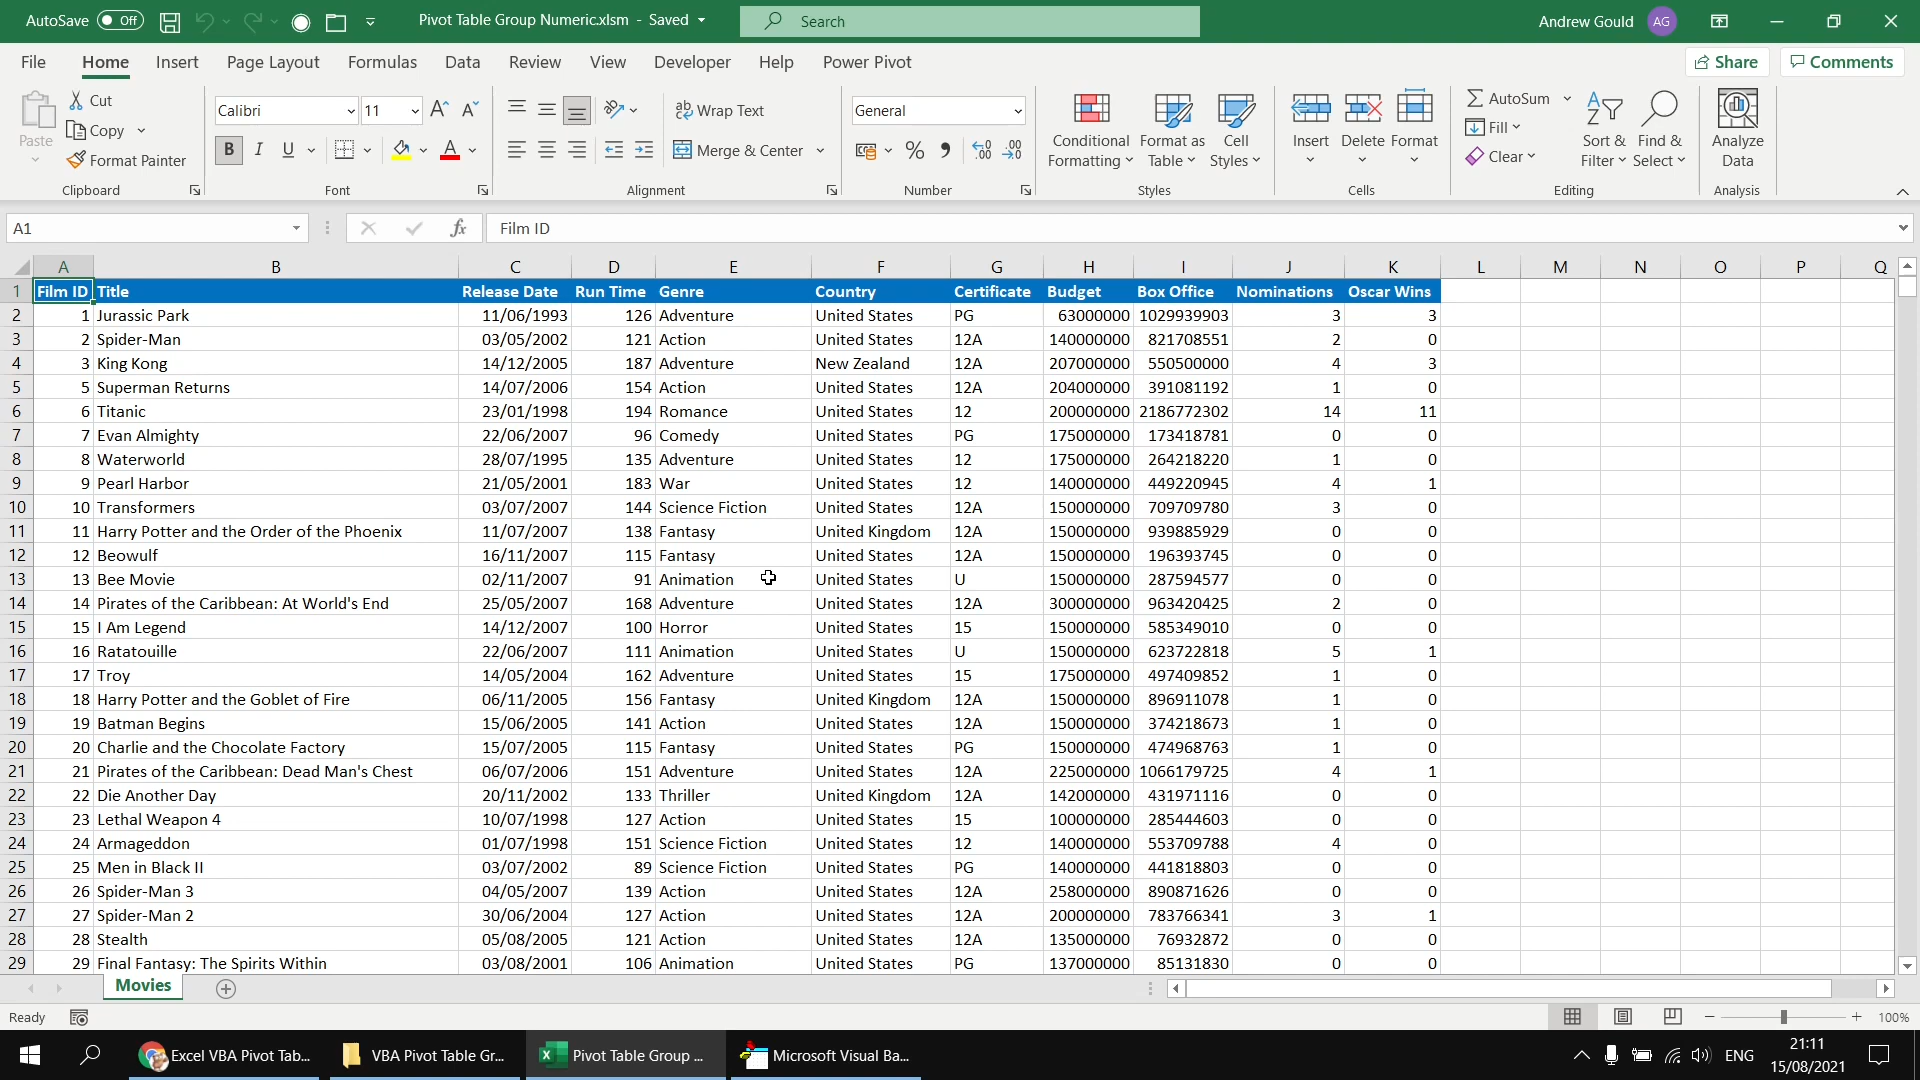 AutoSave Off Pivot Table Group Numeric.xlsm - Saved Search Andrew Gould AG
File Home Insert Page Layout Formulas Data Review View Developer Help Power Pivot Share Comments
Paste Cut Copy Format Painter Clipboard
Calibri 11 B I U A Font
Wrap Text Merge & Center Alignment
General % Number
Conditional Formatting Format as Table Cell Styles Styles
Insert Delete Format Cells
AutoSum Fill Clear Sort & Filter Find & Select Editing
Analyze Data Analysis
A1 fx Film ID
A B C D E F G H I J K L M N O P Q
1 Film ID Title Release Date Run Time Genre Country Certificate Budget Box Office Nominations Oscar Wins
2 1 Jurassic Park 11/06/1993 126 Adventure United States PG 63000000 1029939903 3 3
3 2 Spider-Man 03/05/2002 121 Action United States 12A 140000000 821708551 2 0
4 3 King Kong 14/12/2005 187 Adventure New Zealand 12A 207000000 550500000 4 3
5 5 Superman Returns 14/07/2006 154 Action United States 12A 204000000 391081192 1 0
6 6 Titanic 23/01/1998 194 Romance United States 12 200000000 2186772302 14 11
7 7 Evan Almighty 22/06/2007 96 Comedy United States PG 175000000 173418781 0 0
8 8 Waterworld 28/07/1995 135 Adventure United States 12 175000000 264218220 1 0
9 9 Pearl Harbor 21/05/2001 183 War United States 12 140000000 449220945 4 1
10 10 Transformers 03/07/2007 144 Science Fiction United States 12A 150000000 709709780 3 0
11 11 Harry Potter and the Order of the Phoenix 11/07/2007 138 Fantasy United Kingdom 12A 150000000 939885929 0 0
12 12 Beowulf 16/11/2007 115 Fantasy United States 12A 150000000 196393745 0 0
13 13 Bee Movie 02/11/2007 91 Animation United States U 150000000 287594577 0 0
14 14 Pirates of the Caribbean: At World's End 25/05/2007 168 Adventure United States 12A 300000000 963420425 2 0
15 15 I Am Legend 14/12/2007 100 Horror United States 15 150000000 585349010 0 0
16 16 Ratatouille 22/06/2007 111 Animation United States U 150000000 623722818 5 1
17 17 Troy 14/05/2004 162 Adventure United States 15 175000000 497409852 1 0
18 18 Harry Potter and the Goblet of Fire 06/11/2005 156 Fantasy United Kingdom 12A 150000000 896911078 1 0
19 19 Batman Begins 15/06/2005 141 Action United States 12A 150000000 374218673 1 0
20 20 Charlie and the Chocolate Factory 15/07/2005 115 Fantasy United States PG 150000000 474968763 1 0
21 21 Pirates of the Caribbean: Dead Man's Chest 06/07/2006 151 Adventure United States 12A 225000000 1066179725 4 1
22 22 Die Another Day 20/11/2002 133 Thriller United Kingdom 12A 142000000 431971116 0 0
23 23 Lethal Weapon 4 10/07/1998 127 Action United States 15 100000000 285444603 0 0
24 24 Armageddon 01/07/1998 151 Science Fiction United States 12 140000000 553709788 4 0
25 25 Men in Black II 03/07/2002 89 Science Fiction United States PG 140000000 441818803 0 0
26 26 Spider-Man 3 04/05/2007 139 Action United States 12A 258000000 890871626 0 0
27 27 Spider-Man 2 30/06/2004 127 Action United States 12A 200000000 783766341 3 1
28 28 Stealth 05/08/2005 121 Action United States 12A 135000000 76932872 0 0
29 29 Final Fantasy: The Spirits Within 03/08/2001 106 Animation United States PG 137000000 85131830 0 0
Movies
Ready 100%
Excel VBA Pivot Tab... VBA Pivot Table Gr... Pivot Table Group ... Microsoft Visual Ba... ENG 21:11
15/08/2021